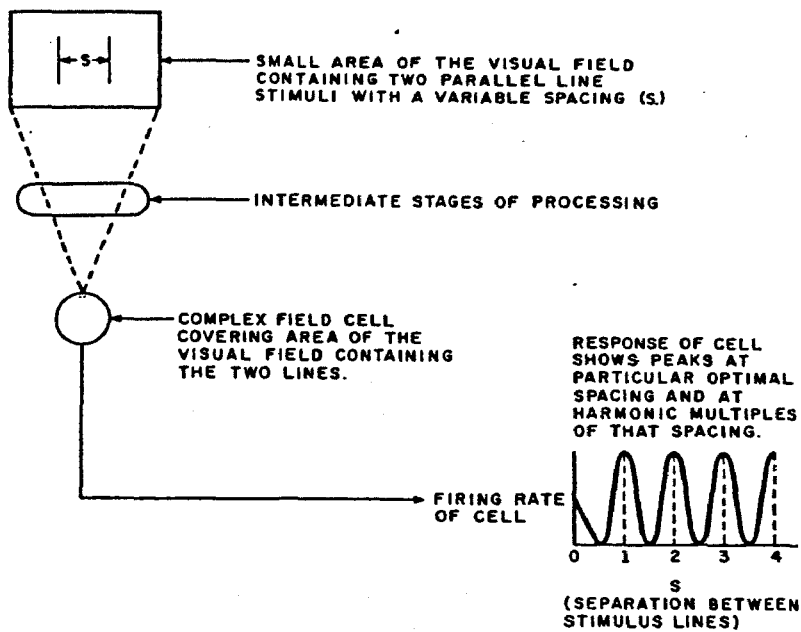 S
SMALL AREA OF THE VISUAL FIELD
CONTAINING TWO PARALLEL LINE
STIMULI WITH A VARIABLE SPACING (S.)
INTERMEDIATE STAGES OF PROCESSING
COMPLEX FIELD CELL
COVERING AREA OF THE
VISUAL FIELD CONTAINING
THE TWO LINES.
RESPONSE OF CELL
SHOWS PEAKS AT
PARTICULAR OPTIMAL
SPACING AND AT
HARMONIC MULTIPLES
OF THAT SPACING.
FIRING RATE
OF CELL
0 1 2 3 4
S
(SEPARATION BETWEEN
STIMULUS LINES)